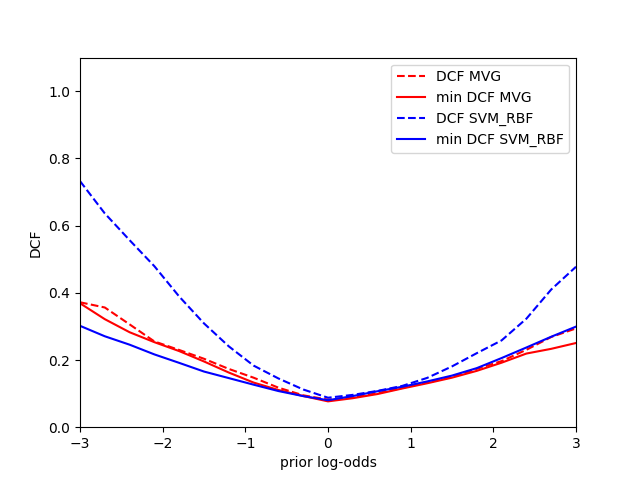 DCF MVG
min DCF MVG
DCF SVM_RBF
min DCF SVM_RBF
1.0
0.8
0.6
0.4
0.2
0.0
DCF
−3 −2 −1 0 1 2 3
prior log-odds